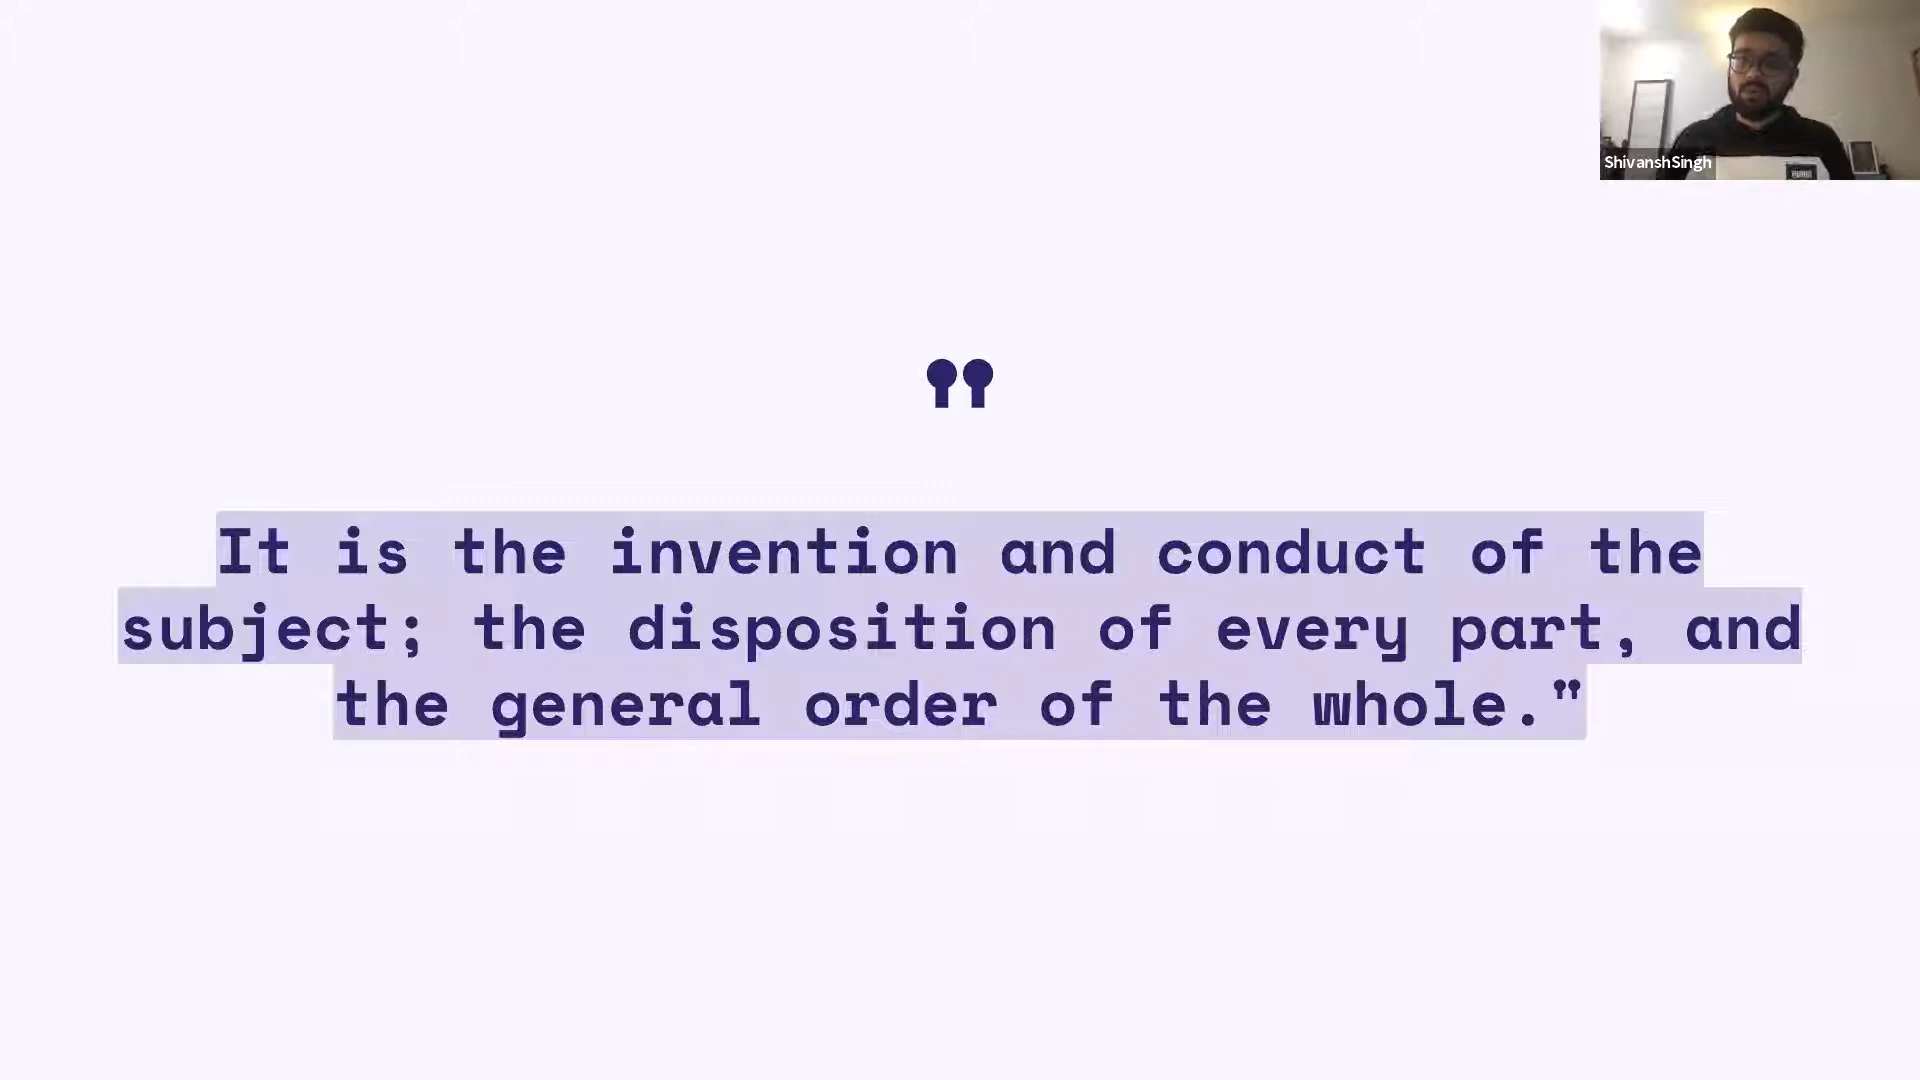 ShivanshSingh
"
It is the invention and conduct of the
subject; the disposition of every part, and
the general order of the whole."